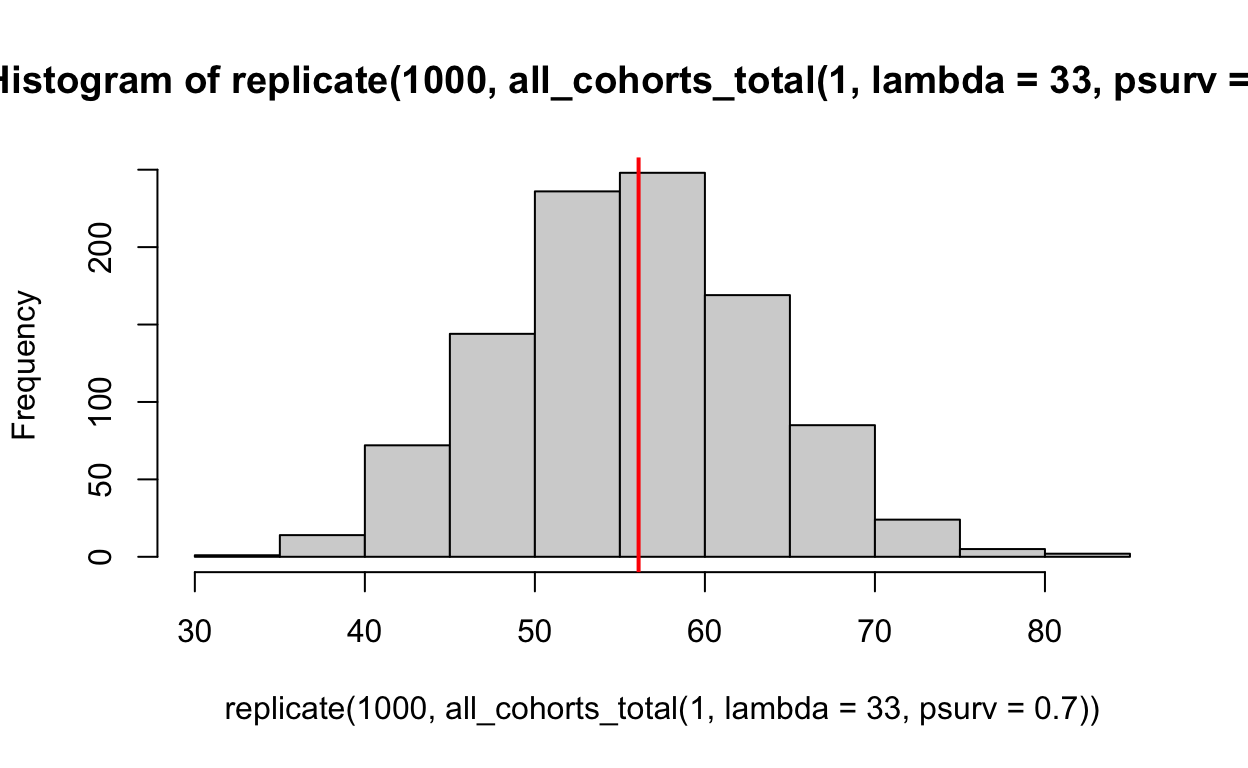 Histogram of replicate(1000, all_cohorts_total(1, lambda = 33, psurv =
Frequency
200
100
50
0
30 40 50 60 70 80
replicate(1000, all_cohorts_total(1, lambda = 33, psurv = 0.7))